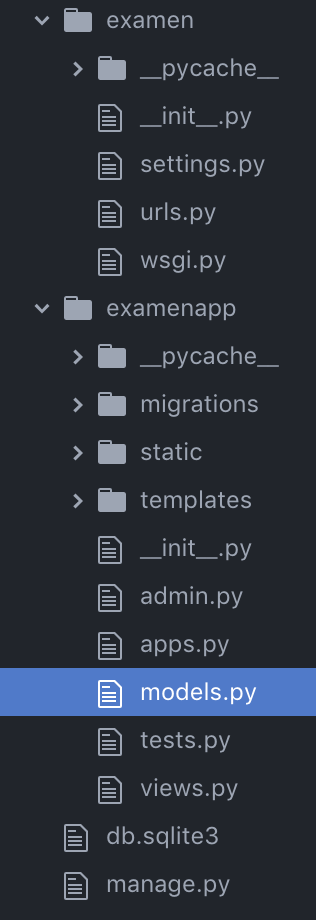 examen
__pycache__
__init__.py
settings.py
urls.py
wsgi.py
examenapp
__pycache__
migrations
static
templates
__init__.py
admin.py
apps.py
models.py
tests.py
views.py
db.sqlite3
manage.py